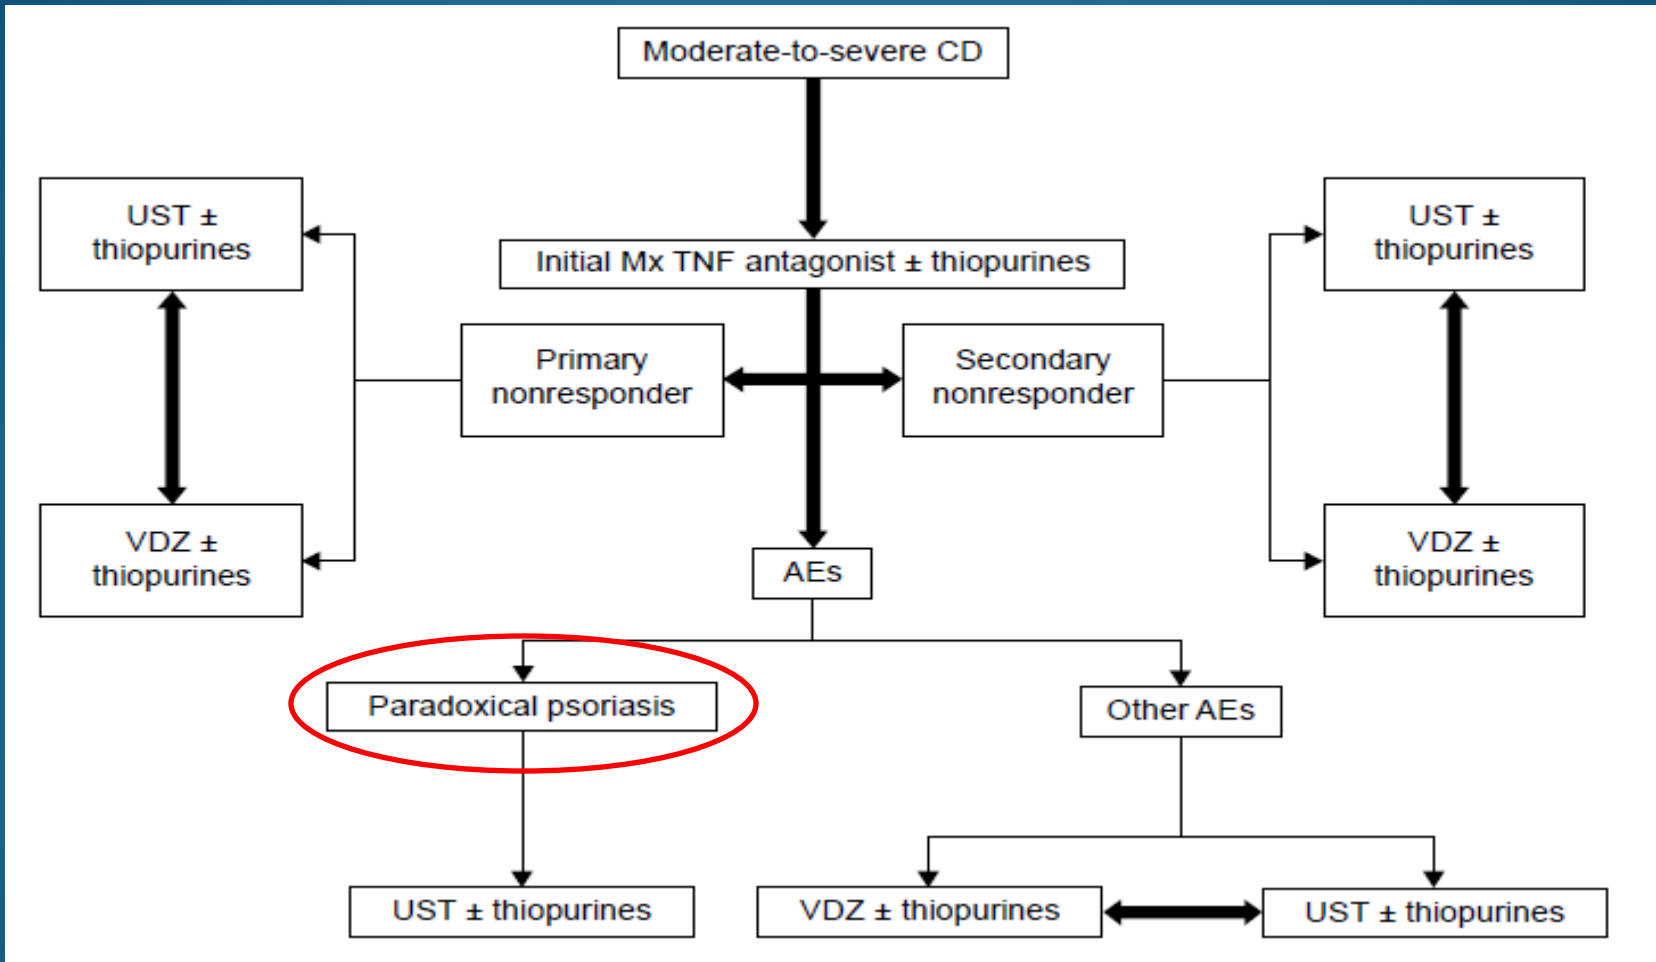 Moderate-to-severe CD
UST ±
thiopurines
UST ±
thiopurines
Initial Mx TNF antagonist ± thiopurines
Primary
nonresponder
Secondary
nonresponder
VDZ ±
thiopurines
VDZ ±
thiopurines
AEs
Paradoxical psoriasis
Other AEs
UST ± thiopurines
VDZ ± thiopurines
UST ± thiopurines